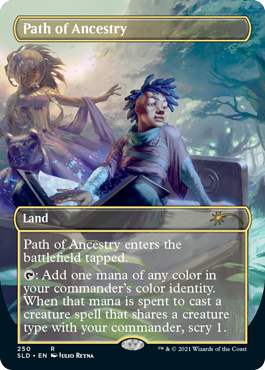 Path of Ancestry
Land
Path of Ancestry enters the
battlefield tapped.
: Add one mana of any color in
your commander's color identity.
When that mana is spent to cast a
creature spell that shares a creature
type with your commander, scry 1.
250 R
SLD • EN Julio Reyna
™ & © 2021 Wizards of the Coast